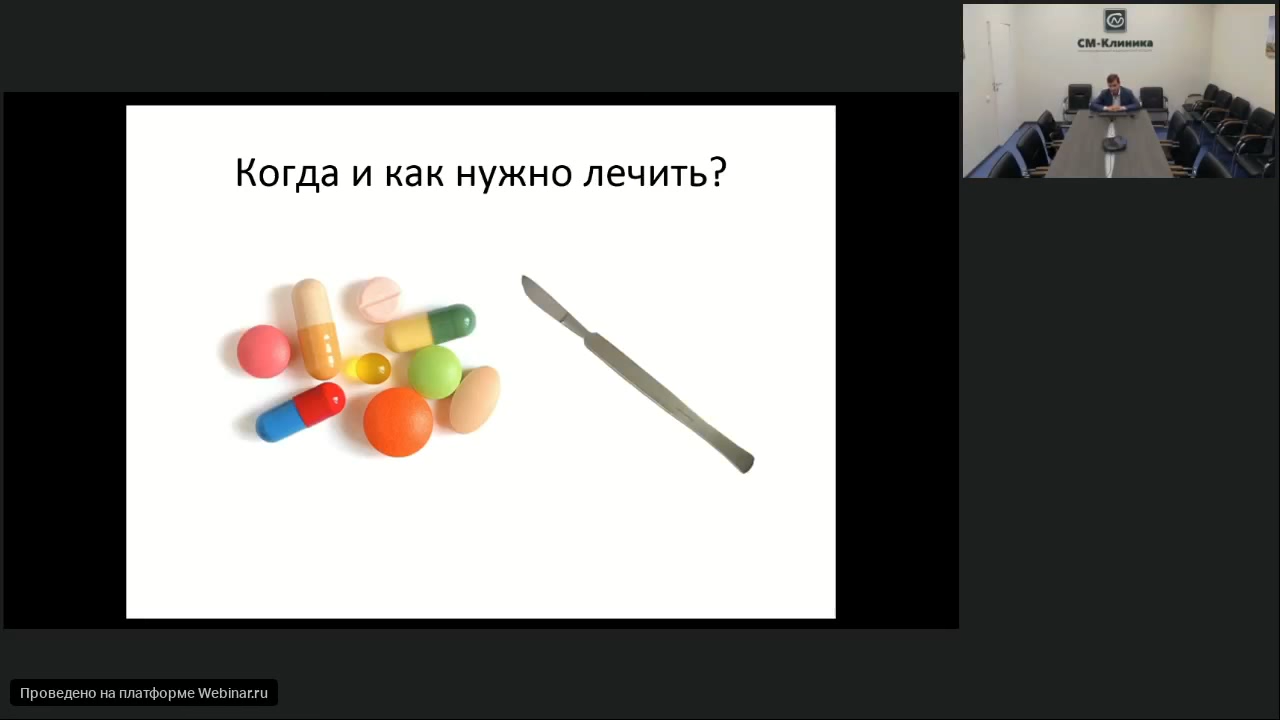 Когда и как нужно лечить?
СМ-Клиника
Проведено на платформе Webinar.ru